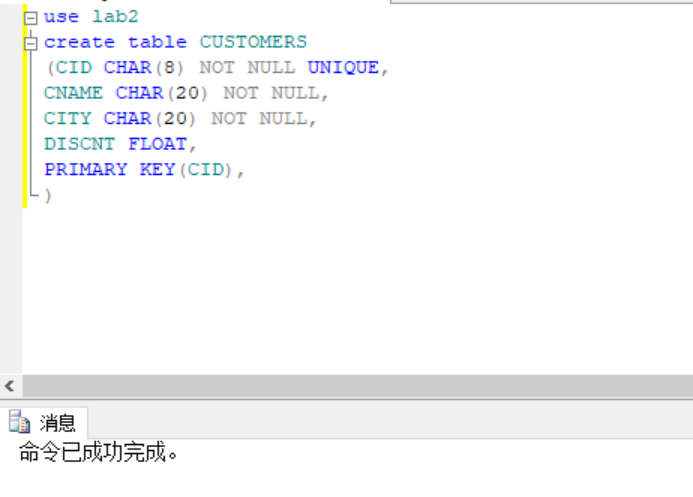 use lab2
create table CUSTOMERS
(CID CHAR(8) NOT NULL UNIQUE,
CNAME CHAR(20) NOT NULL,
CITY CHAR(20) NOT NULL,
DISCNT FLOAT,
PRIMARY KEY(CID),
)
消息
命令已成功完成。